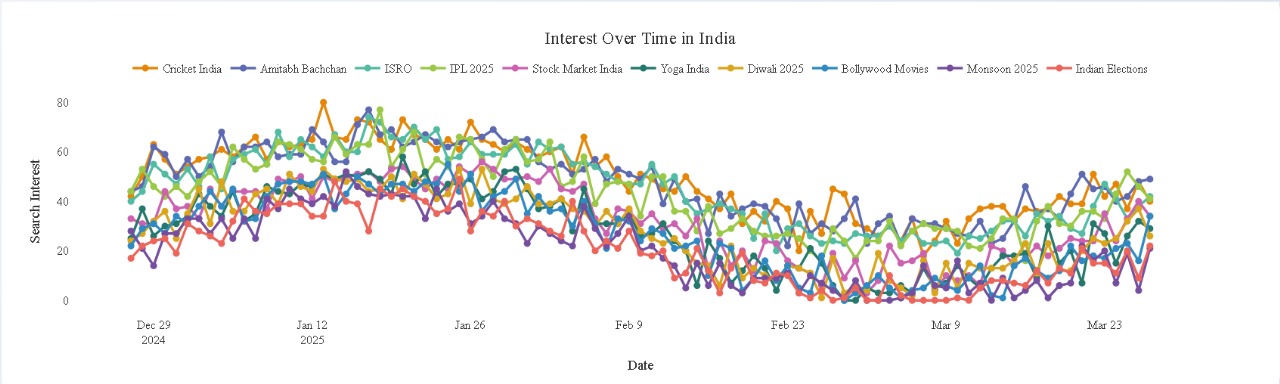 Interest Over Time in India
Cricket India Amitabh Bachchan ISRO IPL 2025 Stock Market India Yoga India Diwali 2025 Bollywood Movies Monsoon 2025 Indian Elections
Search Interest
80
60
40
20
0
Dec 29 Jan 12 Jan 26 Feb 9 Feb 23 Mar 9 Mar 23
2024 2025
Date